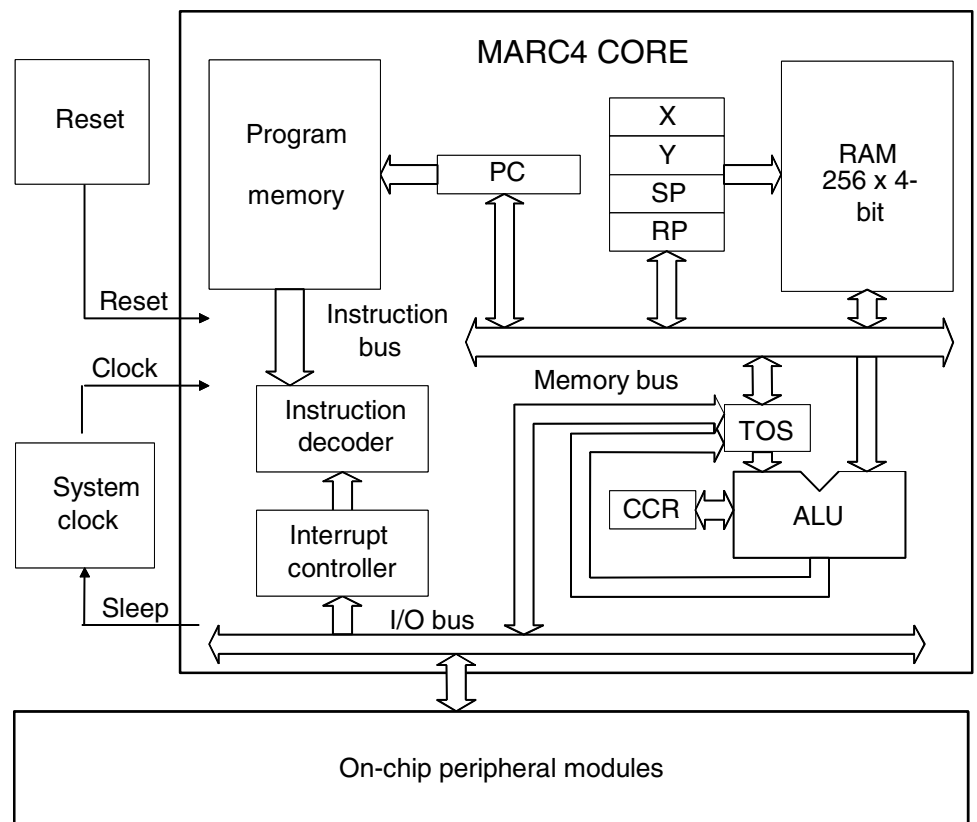 MARC4 CORE
Reset
Program
memory
PC
X
Y
SP
RP
RAM
256 x 4-
bit
Reset
Instruction
bus
Clock
Memory bus
Instruction
decoder
TOS
System
clock
CCR
ALU
Interrupt
controller
Sleep
I/O bus
On-chip peripheral modules